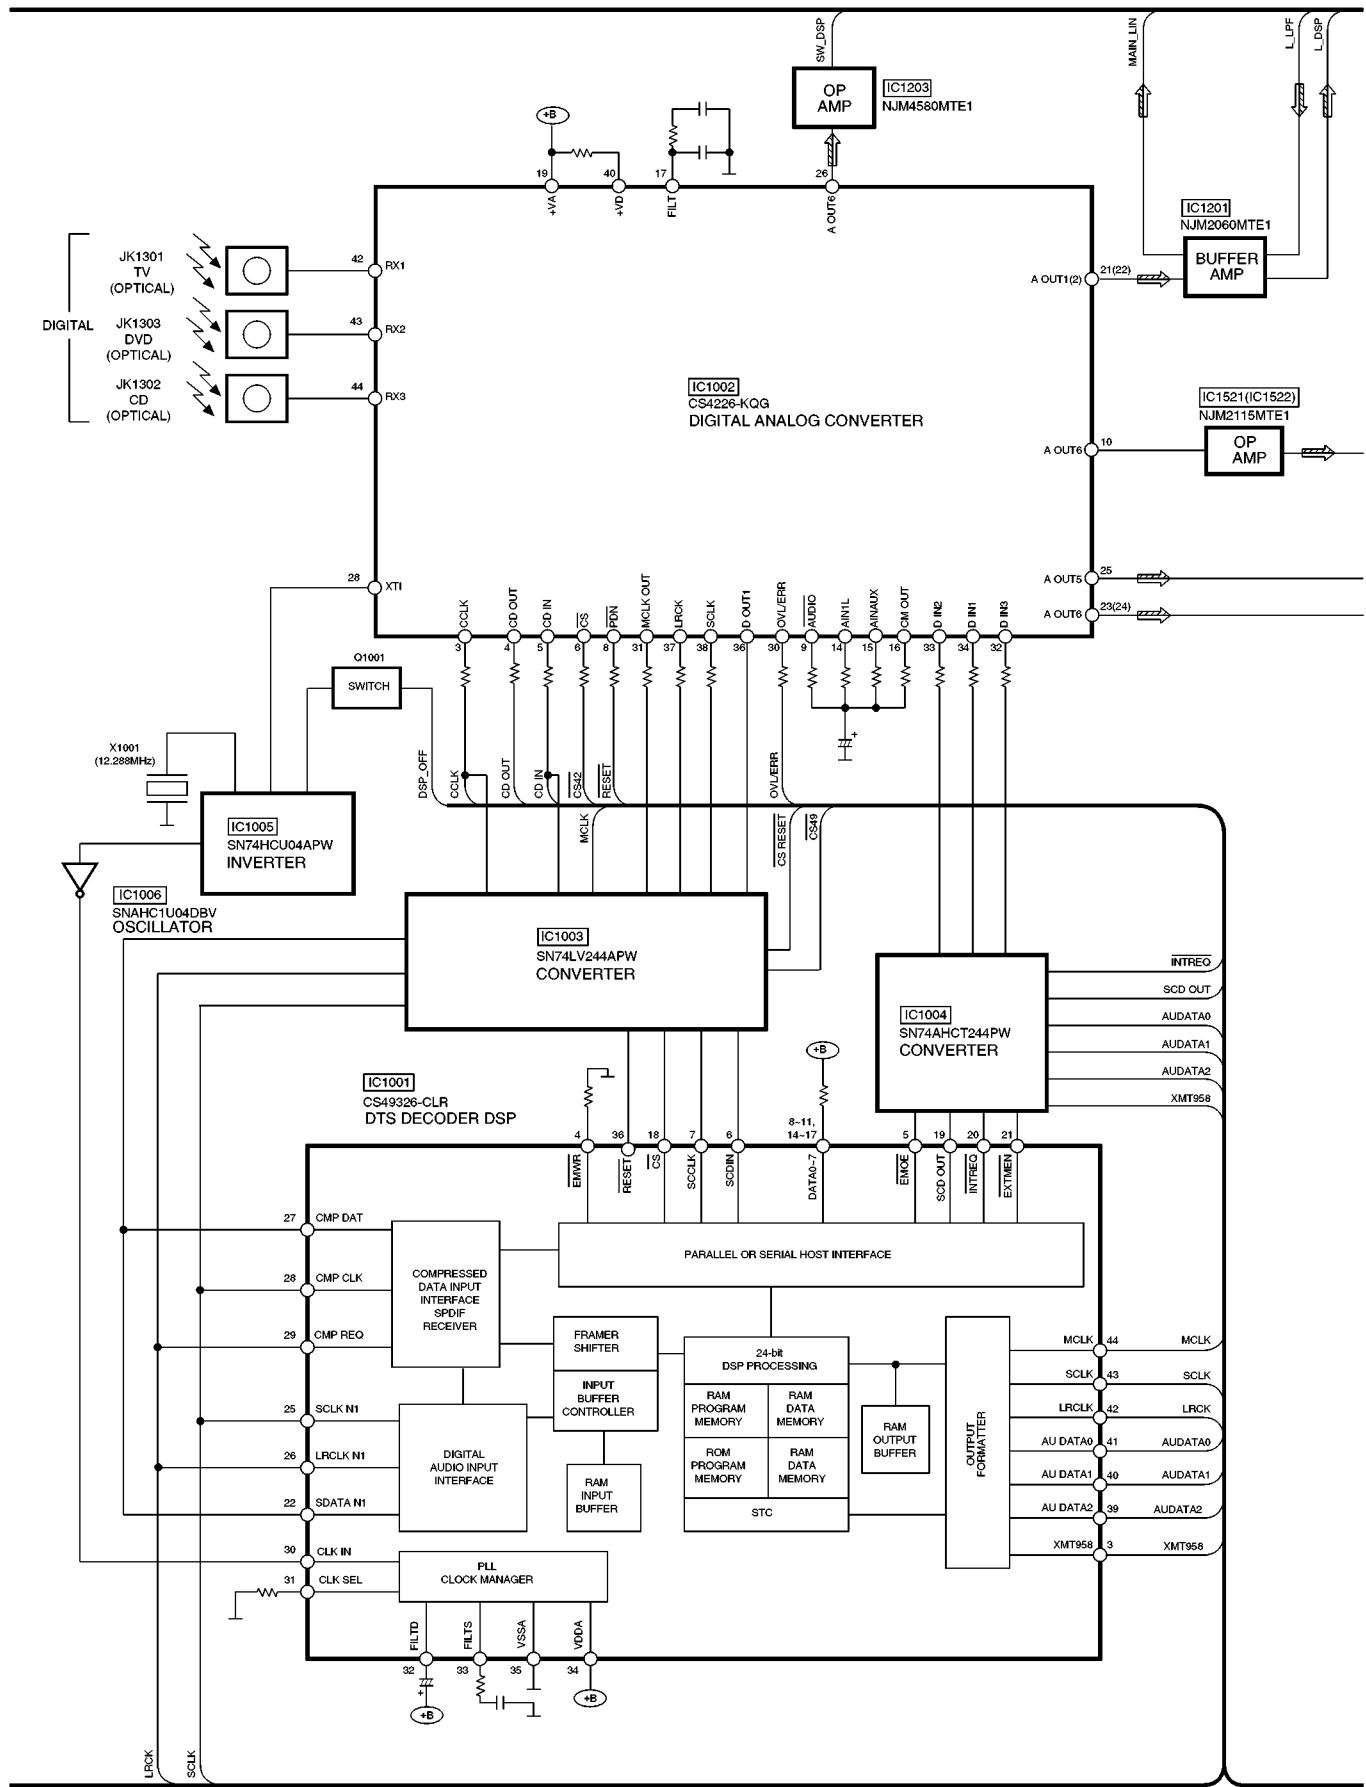 SW_DSP
MAIN_LIN
L_LPF
L_DSP
OP
AMP
IC1203
NJM4580MTE1
+B
19
40
17
26
+VA
+VD
FILT
A OUT6
IC1201
NJM2060MTE1
BUFFER
AMP
DIGITAL
JK1301
TV
(OPTICAL)
42
RX1
A OUT1(2)
21(22)
JK1303
DVD
(OPTICAL)
43
RX2
JK1302
CD
(OPTICAL)
44
RX3
IC1002
CS4226-KQG
DIGITAL ANALOG CONVERTER
IC1521(IC1522)
NJM2115MTE1
OP
AMP
A OUT6
10
28
XTI
A OUT5
25
A OUT6
23(24)
CCLK
CD OUT
CD IN
CS
PDN
MCLK OUT
LRCK
SCLK
D OUT1
OVL/ERR
AUDIO
AIN1L
AINAUX
CM OUT
D IN2
D IN1
D IN3
3
4
5
6
8
31
37
38
36
30
9
14
15
16
33
34
32
Q1001
SWITCH
+
X1001
(12.288MHz)
DSP_OFF
CCLK
CD OUT
CD IN
CS42
RESET
OVL/ERR
MCLK
CS RESET
CS49
IC1005
SN74HCU04APW
INVERTER
IC1006
SNAHC1U04DBV
OSCILLATOR
IC1003
SN74LV244APW
CONVERTER
IC1004
SN74AHCT244PW
CONVERTER
INTREQ
SCD OUT
AUDATA0
AUDATA1
AUDATA2
XMT958
+B
IC1001
CS49326-CLR
DTS DECODER DSP
4
36
18
7
6
8~11,
14~17
5
19
20
21
EMWR
RESET
CS
SCCLK
SCDIN
DATA0~7
EMOE
SCD OUT
INTREQ
EXTMEN
27
CMP DAT
28
CMP CLK
29
CMP REQ
25
SCLK N1
26
LRCLK N1
22
SDATA N1
30
CLK IN
31
CLK SEL
COMPRESSED
DATA INPUT
INTERFACE
SPDIF
RECEIVER
PARALLEL OR SERIAL HOST INTERFACE
FRAMER
SHIFTER
INPUT
BUFFER
CONTROLLER
DIGITAL
AUDIO INPUT
INTERFACE
RAM
INPUT
BUFFER
24-bit
DSP PROCESSING
RAM
PROGRAM
MEMORY
RAM
DATA
MEMORY
ROM
PROGRAM
MEMORY
RAM
DATA
MEMORY
STC
RAM
OUTPUT
BUFFER
OUTPUT
FORMATTER
MCLK
44
MCLK
SCLK
43
SCLK
LRCLK
42
LRCK
AU DATA0
41
AUDATA0
AU DATA1
40
AUDATA1
AU DATA2
39
AUDATA2
XMT958
3
XMT958
PLL
CLOCK MANAGER
FILTD
FILTS
VSSA
VDDA
32
33
35
34
+
+B
+B
LRCK
SCLK